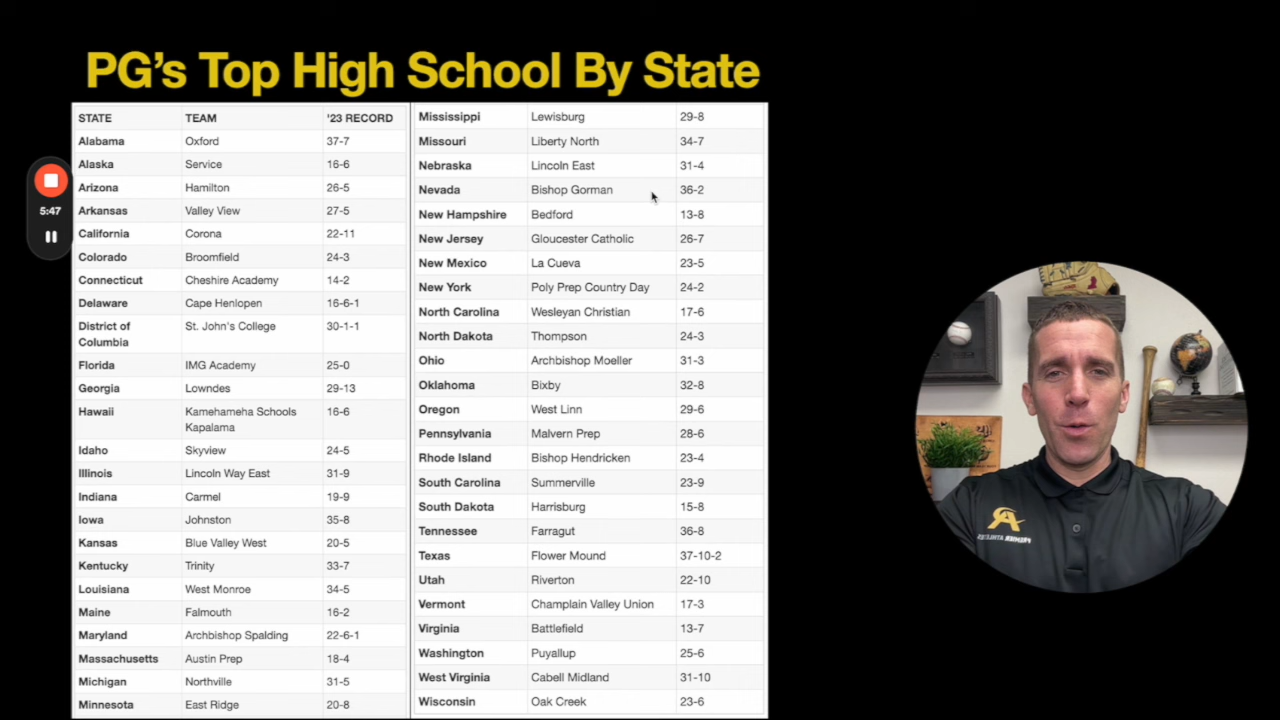 PG's Top High School By State
STATE TEAM '23 RECORD
Alabama Oxford 37-7
Alaska Service 16-6
Arizona Hamilton 26-5
Arkansas Valley View 27-5
California Corona 22-11
Colorado Broomfield 24-3
Connecticut Cheshire Academy 14-2
Delaware Cape Henlopen 16-6-1
District of Columbia St. John's College 30-1-1
Florida IMG Academy 25-0
Georgia Lowndes 29-13
Hawaii Kamehameha Schools Kapalama 16-6
Idaho Skyview 24-5
Illinois Lincoln Way East 31-9
Indiana Carmel 19-9
Iowa Johnston 35-8
Kansas Blue Valley West 20-5
Kentucky Trinity 33-7
Louisiana West Monroe 34-5
Maine Falmouth 16-2
Maryland Archbishop Spalding 22-6-1
Massachusetts Austin Prep 18-4
Michigan Northville 31-5
Minnesota East Ridge 20-8
Mississippi Lewisburg 29-8
Missouri Liberty North 34-7
Nebraska Lincoln East 31-4
Nevada Bishop Gorman 36-2
New Hampshire Bedford 13-8
New Jersey Gloucester Catholic 26-7
New Mexico La Cueva 23-5
New York Poly Prep Country Day 24-2
North Carolina Wesleyan Christian 17-6
North Dakota Thompson 24-3
Ohio Archbishop Moeller 31-3
Oklahoma Bixby 32-8
Oregon West Linn 29-6
Pennsylvania Malvern Prep 28-6
Rhode Island Bishop Hendricken 23-4
South Carolina Summerville 23-9
South Dakota Harrisburg 15-8
Tennessee Farragut 36-8
Texas Flower Mound 37-10-2
Utah Riverton 22-10
Vermont Champlain Valley Union 17-3
Virginia Battlefield 13-7
Washington Puyallup 25-6
West Virginia Cabell Midland 31-10
Wisconsin Oak Creek 23-6
5:47